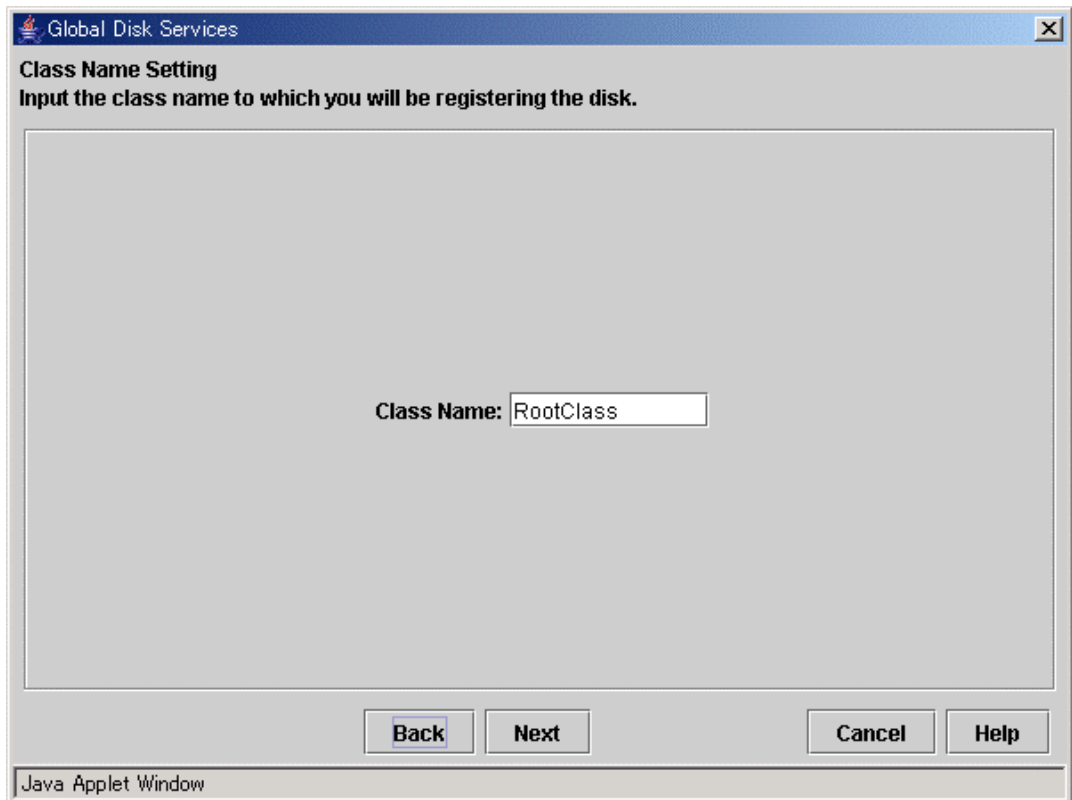 Global Disk Services
Class Name Setting
Input the class name to which you will be registering the disk.
Class Name: RootClass
Back Next Cancel Help
Java Applet Window